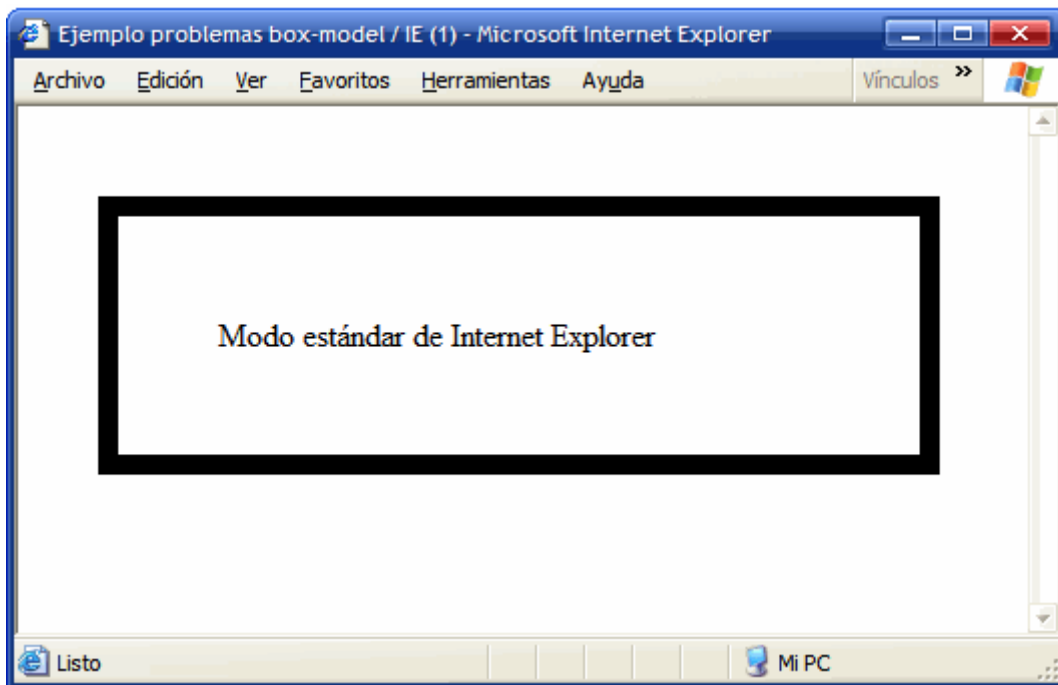 Ejemplo problemas box-model / IE (1) - Microsoft Internet Explorer
Archivo Edición Ver Favoritos Herramientas Ayuda Vínculos »
Modo estándar de Internet Explorer
Listo Mi PC